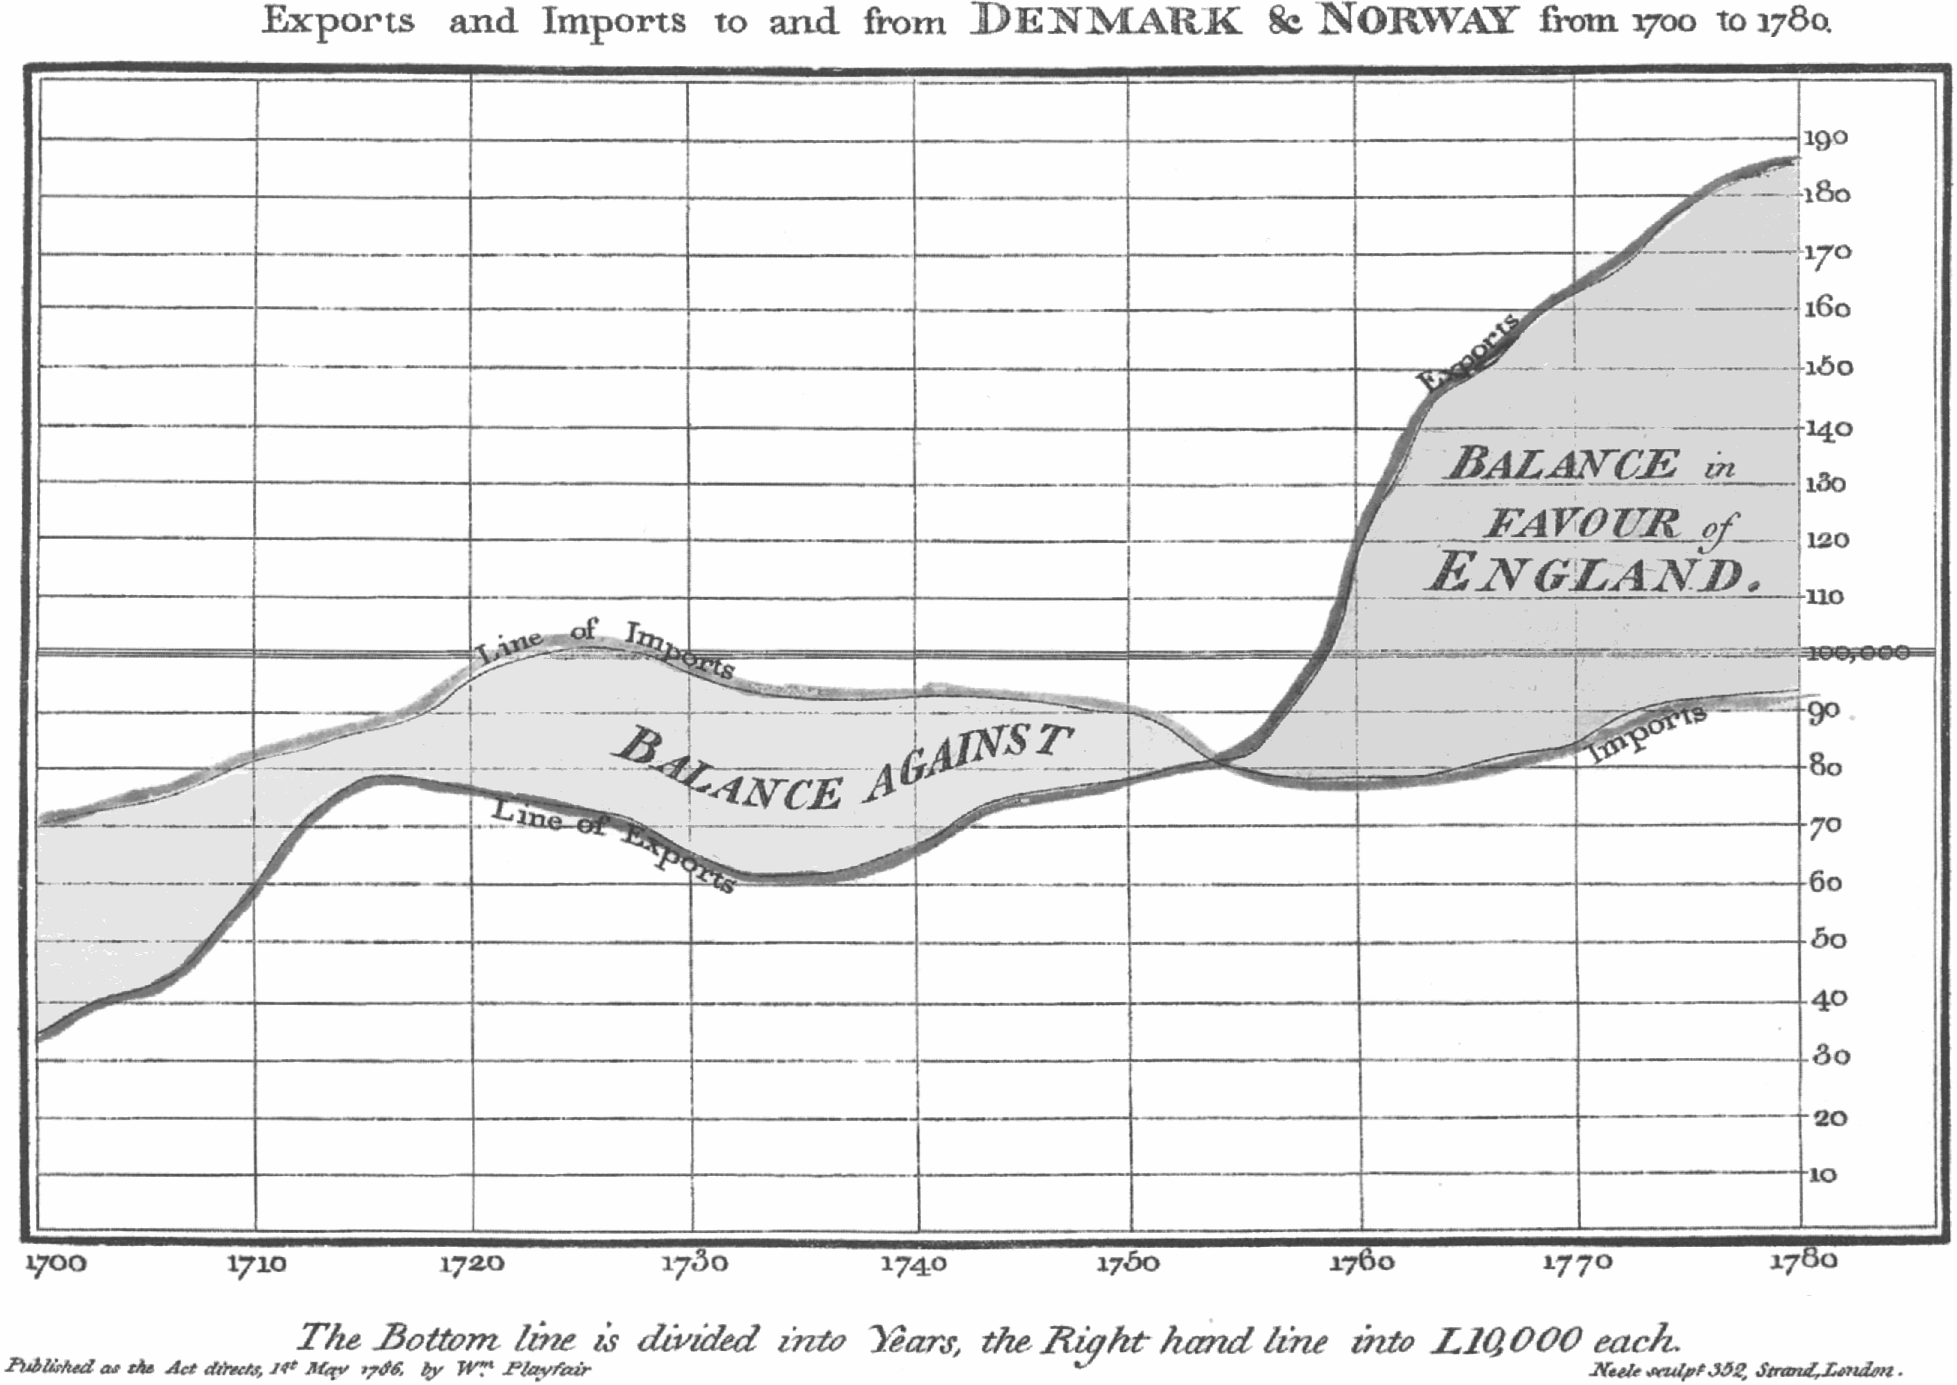 Exports and Imports to and from DENMARK & NORWAY from 1700 to 1780.
190
180
170
160
Exports
150
140
BALANCE in
130
FAVOUR of
120
ENGLAND.
110
Line of Imports
100,000
90
Imports
BALANCE AGAINST
80
Line of Exports
70
60
50
40
30
20
10
1700 1710 1720 1730 1740 1750 1760 1770 1780
The Bottom line is divided into Years, the Right hand line into L10,000 each.
Published as the Act directs, 1st May 1786, by Wm. Playfair
Neele sculpt 352, Strand, London.